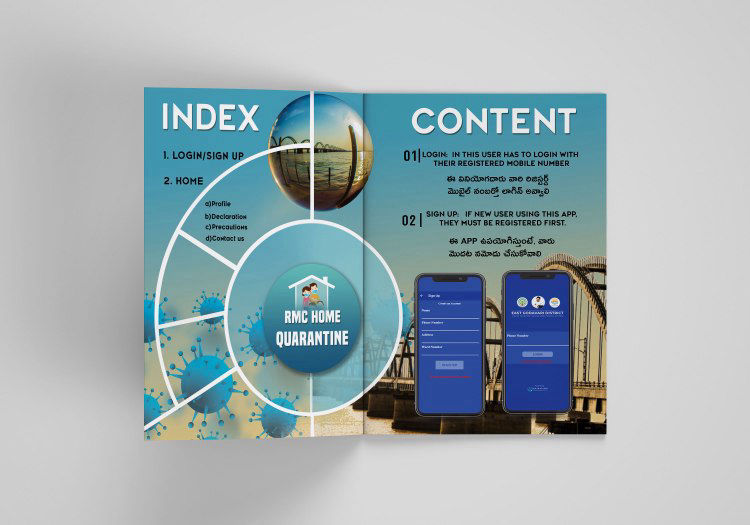 INDEX
1. LOGIN/SIGN UP
2. HOME
a)Profile
b)Declaration
c)Precautions
d)Contact us
RMC HOME
QUARANTINE
CONTENT
01 LOGIN: IN THIS USER HAS TO LOGIN WITH
THEIR REGISTERED MOBILE NUMBER
ఈ వినియోగదారు వారి రిజిస్టర్డ్
మొబైల్ నంబర్తో లాగిన్ అవ్వాలి
02 SIGN UP: IF NEW USER USING THIS APP,
THEY MUST BE REGISTERED FIRST.
ఈ APP ఉపయోగిస్తుంటే, వారు
మొదట నమోదు చేసుకోవాలి
Sign Up
Create an Account
Name
Phone Number
Address
Ward Number
REGISTER
EAST GODAVARI DISTRICT
Phone Number
LOGIN